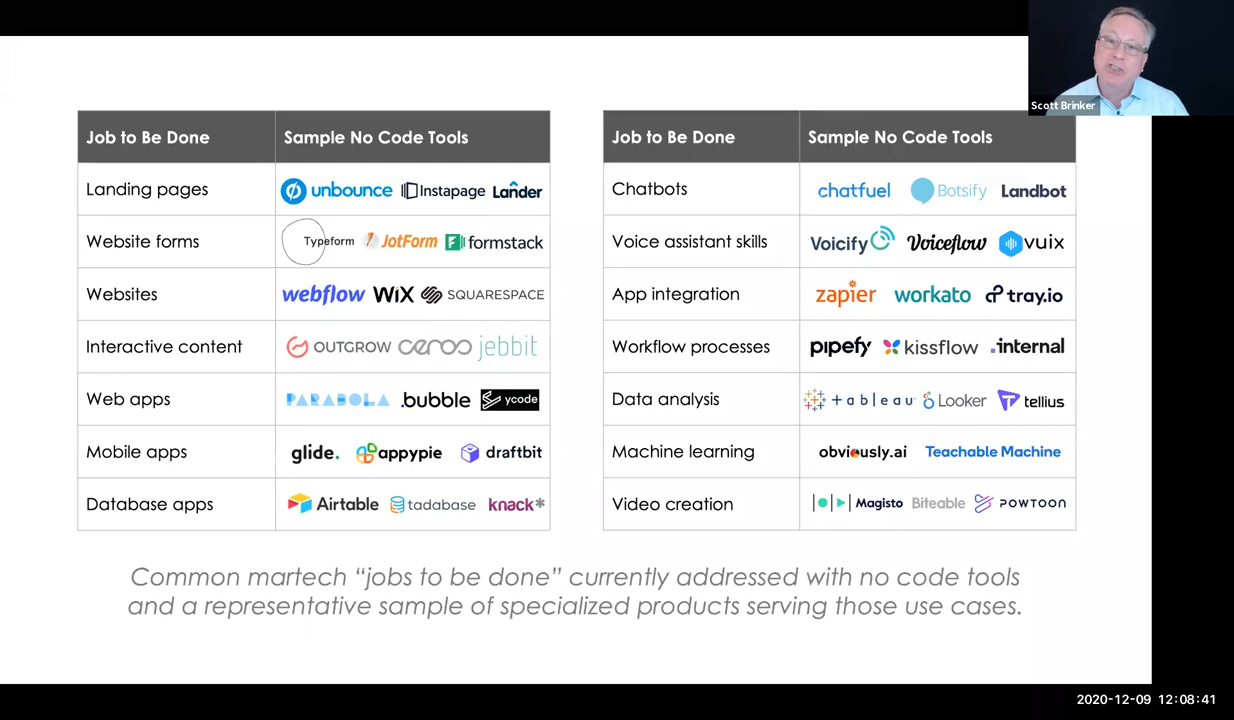 Scott Brinker
Job to Be Done Sample No Code Tools
Landing pages unbounce Instapage Lander
Website forms Typeform JotForm formstack
Websites webflow WiX SQUARESPACE
Interactive content OUTGROW ceros jebbit
Web apps PARABOLA .bubble ycode
Mobile apps glide. appypie draftbit
Database apps Airtable tadabase knack*
Job to Be Done Sample No Code Tools
Chatbots chatfuel Botsify Landbot
Voice assistant skills Voicify Voiceflow vuix
App integration zapier workato tray.io
Workflow processes pipefy kissflow .internal
Data analysis +ableau Looker tellius
Machine learning obviously.ai Teachable Machine
Video creation Magisto Biteable POWTOON
Common martech “jobs to be done” currently addressed with no code tools
and a representative sample of specialized products serving those use cases.
2020-12-09 12:08:41